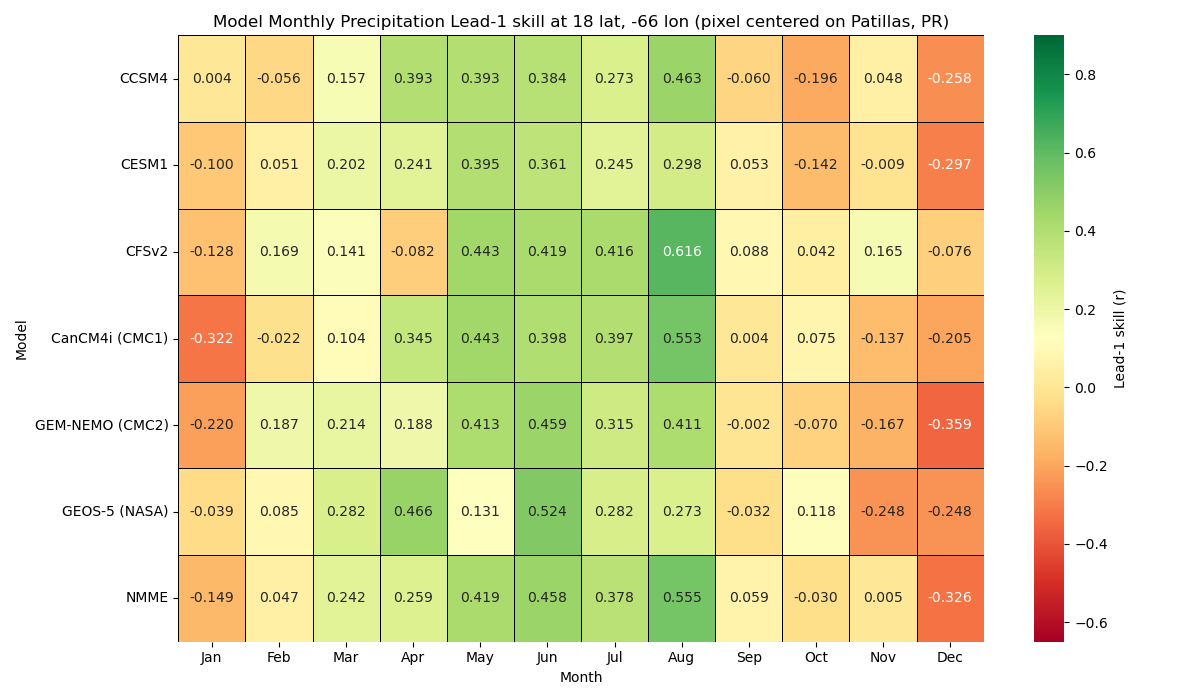 Model Monthly Precipitation Lead-1 skill at 18 lat, -66 lon (pixel centered on Patillas, PR)
CCSM4 0.004 -0.056 0.157 0.393 0.393 0.384 0.273 0.463 -0.060 -0.196 0.048 -0.258
CESM1 -0.100 0.051 0.202 0.241 0.395 0.361 0.245 0.298 0.053 -0.142 -0.009 -0.297
CFSv2 -0.128 0.169 0.141 -0.082 0.443 0.419 0.416 0.616 0.088 0.042 0.165 -0.076
CanCM4i (CMC1) -0.322 -0.022 0.104 0.345 0.443 0.398 0.397 0.553 0.004 0.075 -0.137 -0.205
GEM-NEMO (CMC2) -0.220 0.187 0.214 0.188 0.413 0.459 0.315 0.411 -0.002 -0.070 -0.167 -0.359
GEOS-5 (NASA) -0.039 0.085 0.282 0.466 0.131 0.524 0.282 0.273 -0.032 0.118 -0.248 -0.248
NMME -0.149 0.047 0.242 0.259 0.419 0.458 0.378 0.555 0.059 -0.030 0.005 -0.326
Jan Feb Mar Apr May Jun Jul Aug Sep Oct Nov Dec
Month
Model
0.8
0.6
0.4
0.2
0.0
−0.2
−0.4
−0.6
Lead-1 skill (r)